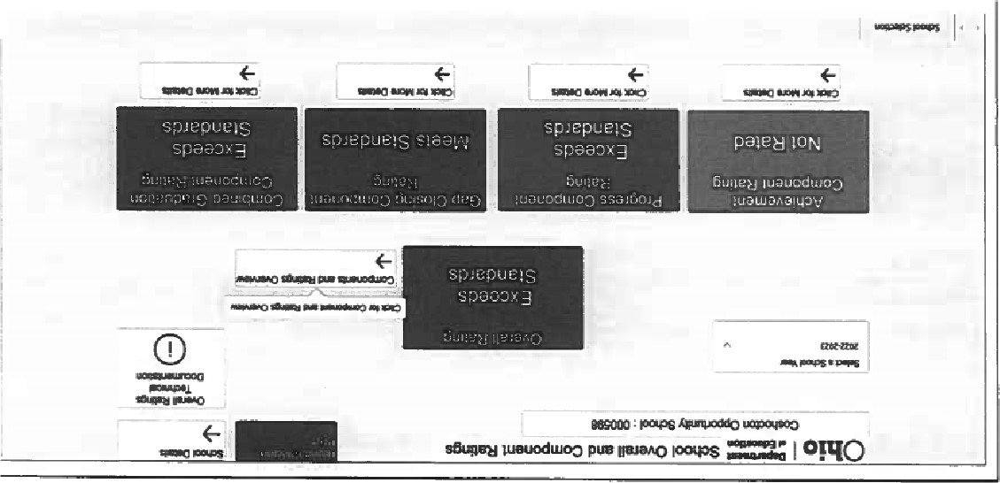 Ohio | Department of Education School Overall and Component Ratings
School Details
→
Coshocton Opportunity School : 000598
Overall Ratings
Technical
Documentation
Select a School Year
2022-2023
Overall Rating
Exceeds
Standards
Click for Component and Ratings Overview
Components and Ratings Overview
→
Achievement
Component Rating
Not Rated
Click for More Details
→
Progress Component
Rating
Exceeds
Standards
Click for More Details
→
Gap Closing Component
Rating
Meets Standards
Click for More Details
→
Combined Graduation
Component Rating
Exceeds
Standards
Click for More Details
→
School Selection